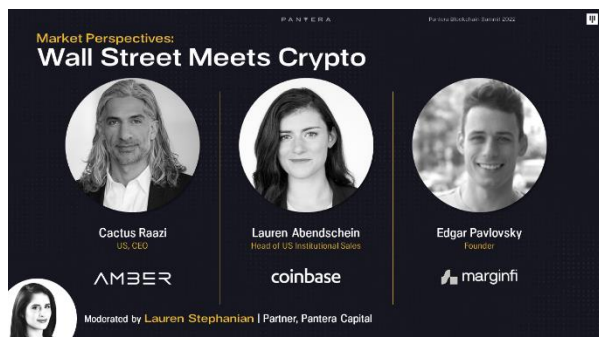 PANTERA
Pantera Blockchain Summit 2022
Market Perspectives:
Wall Street Meets Crypto
Cactus Raazi
US, CEO
AMBER
Lauren Abendschein
Head of US Institutional Sales
coinbase
Edgar Pavlovsky
Founder
marginfi
Moderated by Lauren Stephanian | Partner, Pantera Capital